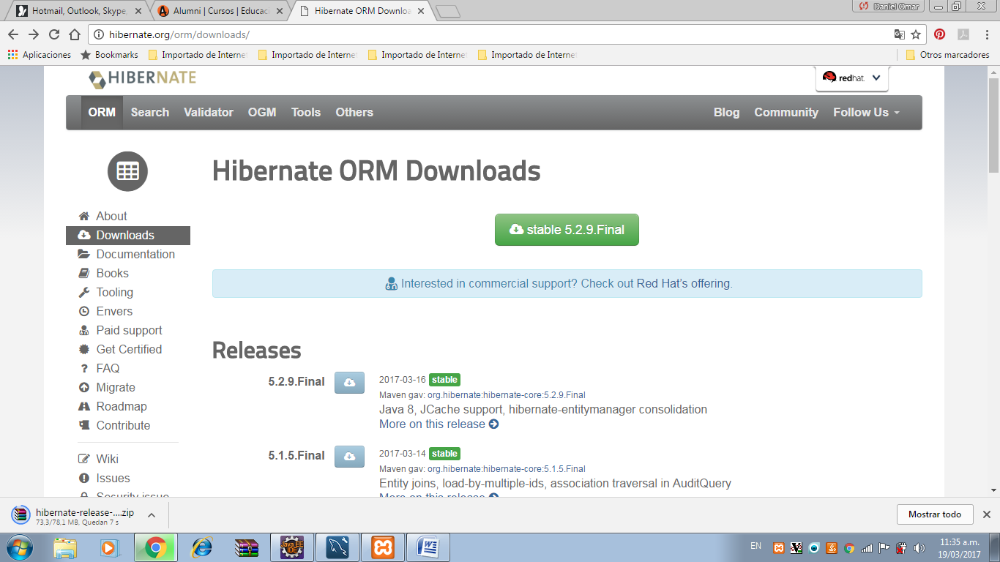 Hotmail, Outlook, Skype,
Alumni | Cursos | Educaci
Hibernate ORM Downloa
Daniel Omar
hibernate.org/orm/downloads/
Aplicaciones
Bookmarks
Importado de Interne
Importado de Interne
Importado de Interne
Importado de Interne
Otros marcadores
HIBERNATE
redhat.
ORM
Search
Validator
OGM
Tools
Others
Blog
Community
Follow Us
Hibernate ORM Downloads
About
Downloads
Documentation
Books
Tooling
Envers
Paid support
Get Certified
FAQ
Migrate
Roadmap
Contribute
Wiki
Issues
Security issue
stable 5.2.9.Final
Interested in commercial support? Check out Red Hat's offering.
Releases
5.2.9.Final
2017-03-16 stable
Maven gav: org.hibernate:hibernate-core:5.2.9.Final
Java 8, JCache support, hibernate-entitymanager consolidation
More on this release
5.1.5.Final
2017-03-14 stable
Maven gav: org.hibernate:hibernate-core:5.1.5.Final
Entity joins, load-by-multiple-ids, association traversal in AuditQuery
More on this release
hibernate-release-....zip
73,3/78,1 MB, Quedan 7 s
Mostrar todo
Java EE
IDE
EN
11:35 a.m.
19/03/2017